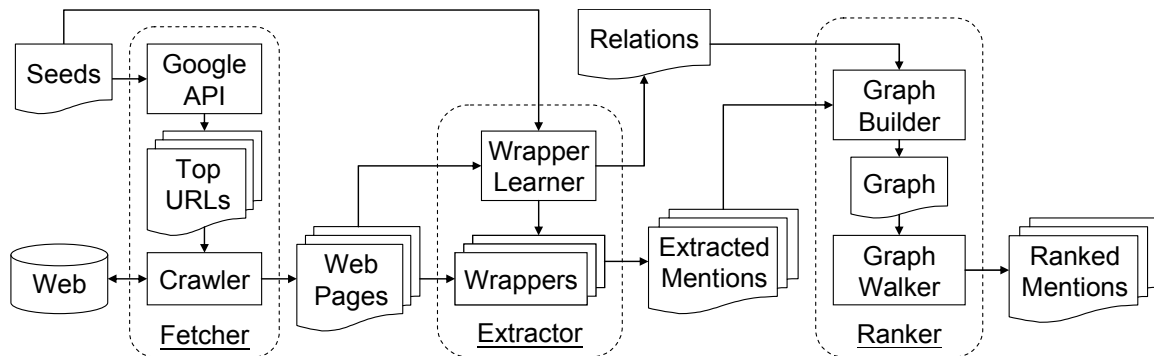 Seeds
Google
API
Top
URLs
Web
Crawler
Fetcher
Web
Pages
Wrapper
Learner
Wrappers
Extractor
Relations
Extracted
Mentions
Graph
Builder
Graph
Graph
Walker
Ranker
Ranked
Mentions